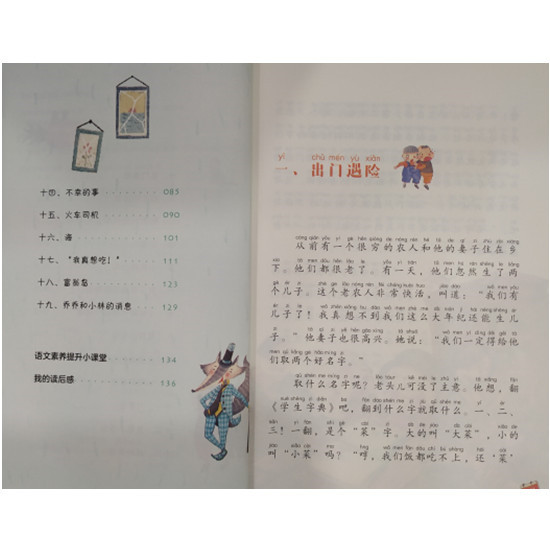 十四、不幸的事 083
十五、火车司机 090
十六、海 101
十七、“我真想吃！” 111
十八、富翁岛 123
十九、乔乔和小林的消息 129
语文素养提升小课堂 134
我的读后感 136
yī chū mén yù xiǎn
一、出门遇险
从前有一个很穷的农人和他的妻子住在乡
下。他们都很老了。有一天，他们忽然生了两
个儿子。这个老农人非常快活，叫道：“我们有
儿子了！我真想不到我们这么大年纪还能生儿
子。”他妻子也很高兴。她说：“我们一定得给他
们取两个好名字。”
取什么名字呢？老头儿可没了主意。他想，翻
《学生字典》吧，翻到什么字就取什么。一、二、
三！一翻，是个“菜”字。大的叫“大菜”，小的
叫“小菜”吗？“哼，我们饭都吃不上，还‘菜’